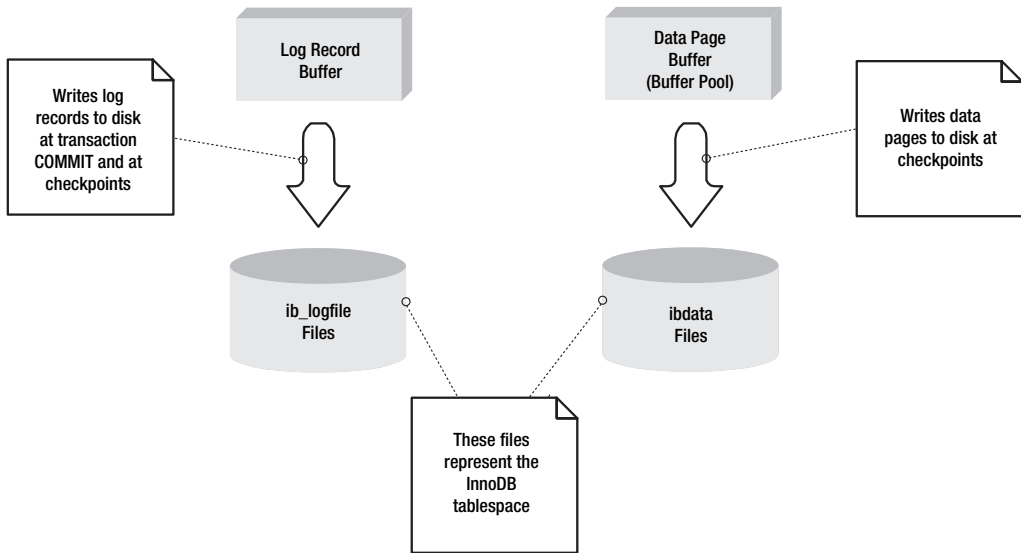 Log Record
Buffer
Data Page
Buffer
(Buffer Pool)
Writes log
records to disk
at transaction
COMMIT and at
checkpoints
Writes data
pages to disk at
checkpoints
ib_logfile
Files
ibdata
Files
These files
represent the
InnoDB
tablespace